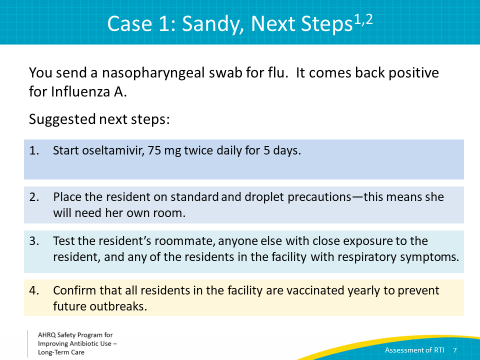 Case 1: Sandy, Next Steps1,2
You send a nasopharyngeal swab for flu. It comes back positive
for Influenza A.
Suggested next steps:
1. Start oseltamivir, 75 mg twice daily for 5 days.
2. Place the resident on standard and droplet precautions—this means she
will need her own room.
3. Test the resident's roommate, anyone else with close exposure to the
resident, and any of the residents in the facility with respiratory symptoms.
4. Confirm that all residents in the facility are vaccinated yearly to prevent
future outbreaks.
AHRQ Safety Program for
Improving Antibiotic Use –
Long-Term Care
Assessment of RTI 7